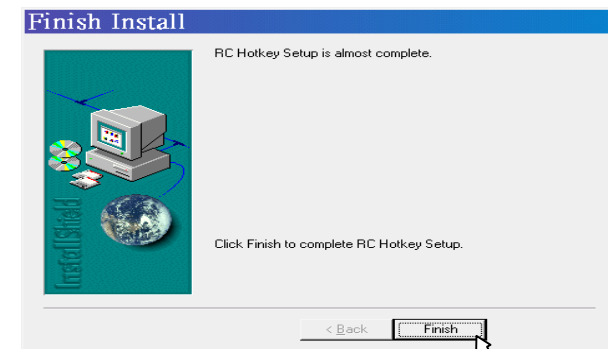 Finish Install
RC Hotkey Setup is almost complete.
InstallShield
Click Finish to complete RC Hotkey Setup.
< Back
Finish